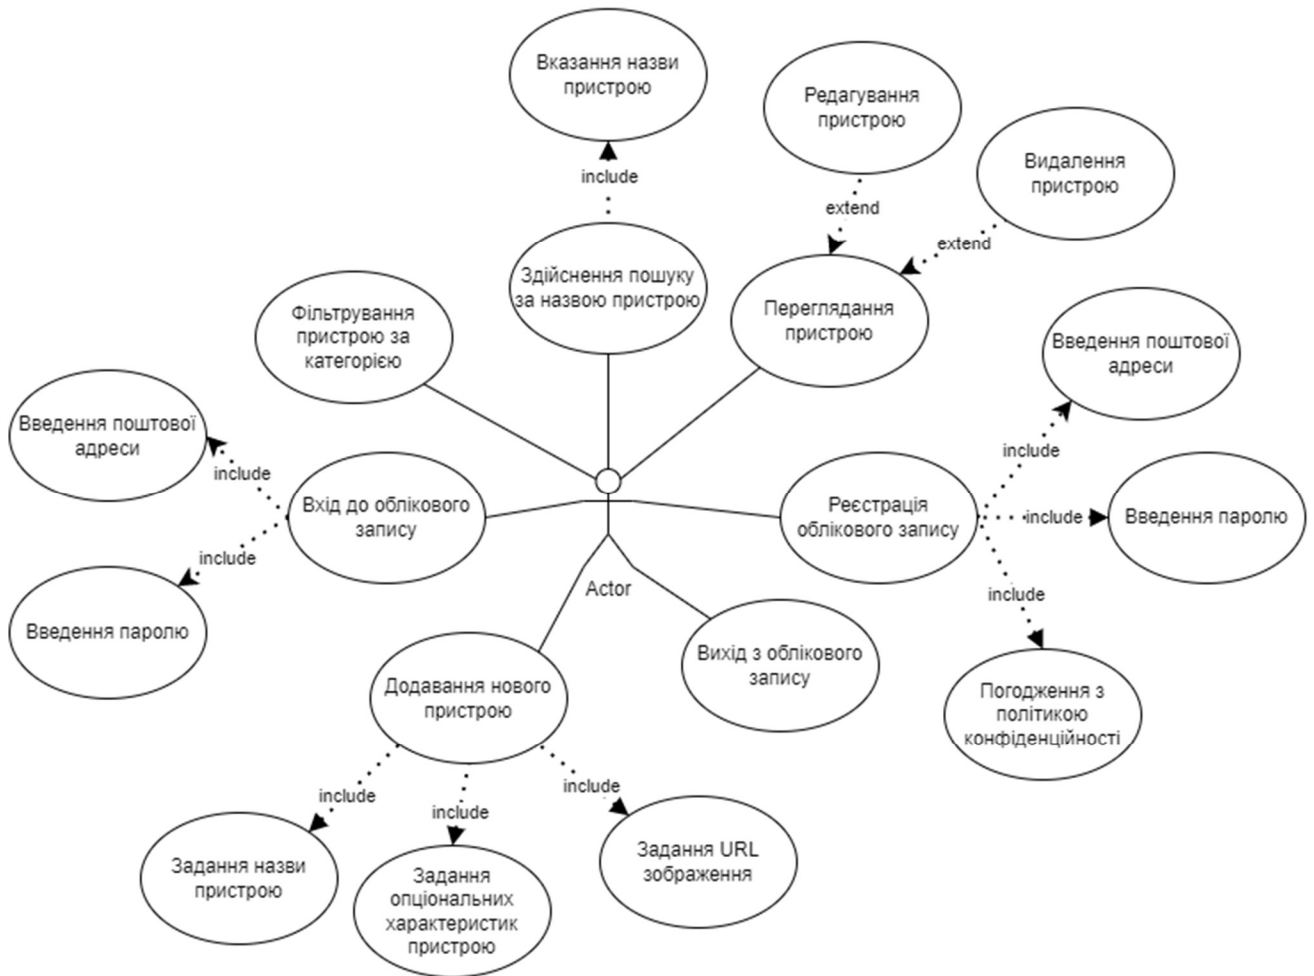 Вказання назви
пристрою
Редагування
пристрою
Видалення
пристрою
include
extend
extend
Здійснення пошуку
за назвою пристрою
Переглядання
пристрою
Фільтрування
пристрою за
категорією
Введення поштової
адреси
Введення поштової
адреси
include
include
Вхід до облікового
запису
Реєстрація
облікового запису
include
Введення паролю
include
include
Actor
Введення паролю
Вихід з облікового
запису
Додавання нового
пристрою
Погодження з
політикою
конфіденційності
include
include
include
Задання назви
пристрою
Задання
опціональних
характеристик
пристрою
Задання URL
зображення